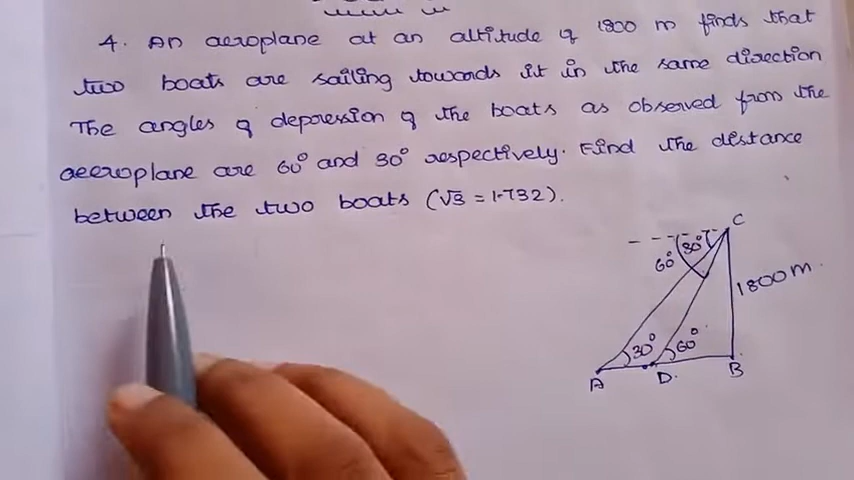 4. An aeroplane at an altitude of 1800 m finds that
two boats are sailing towards it in the same direction
The angles of depression of the boats as observed from the
aeeroplane are 60° and 30° respectively. Find the distance
between the two boats (√3 = 1.732).
C
60° 30°
1800 m.
30° 60°
A D. B